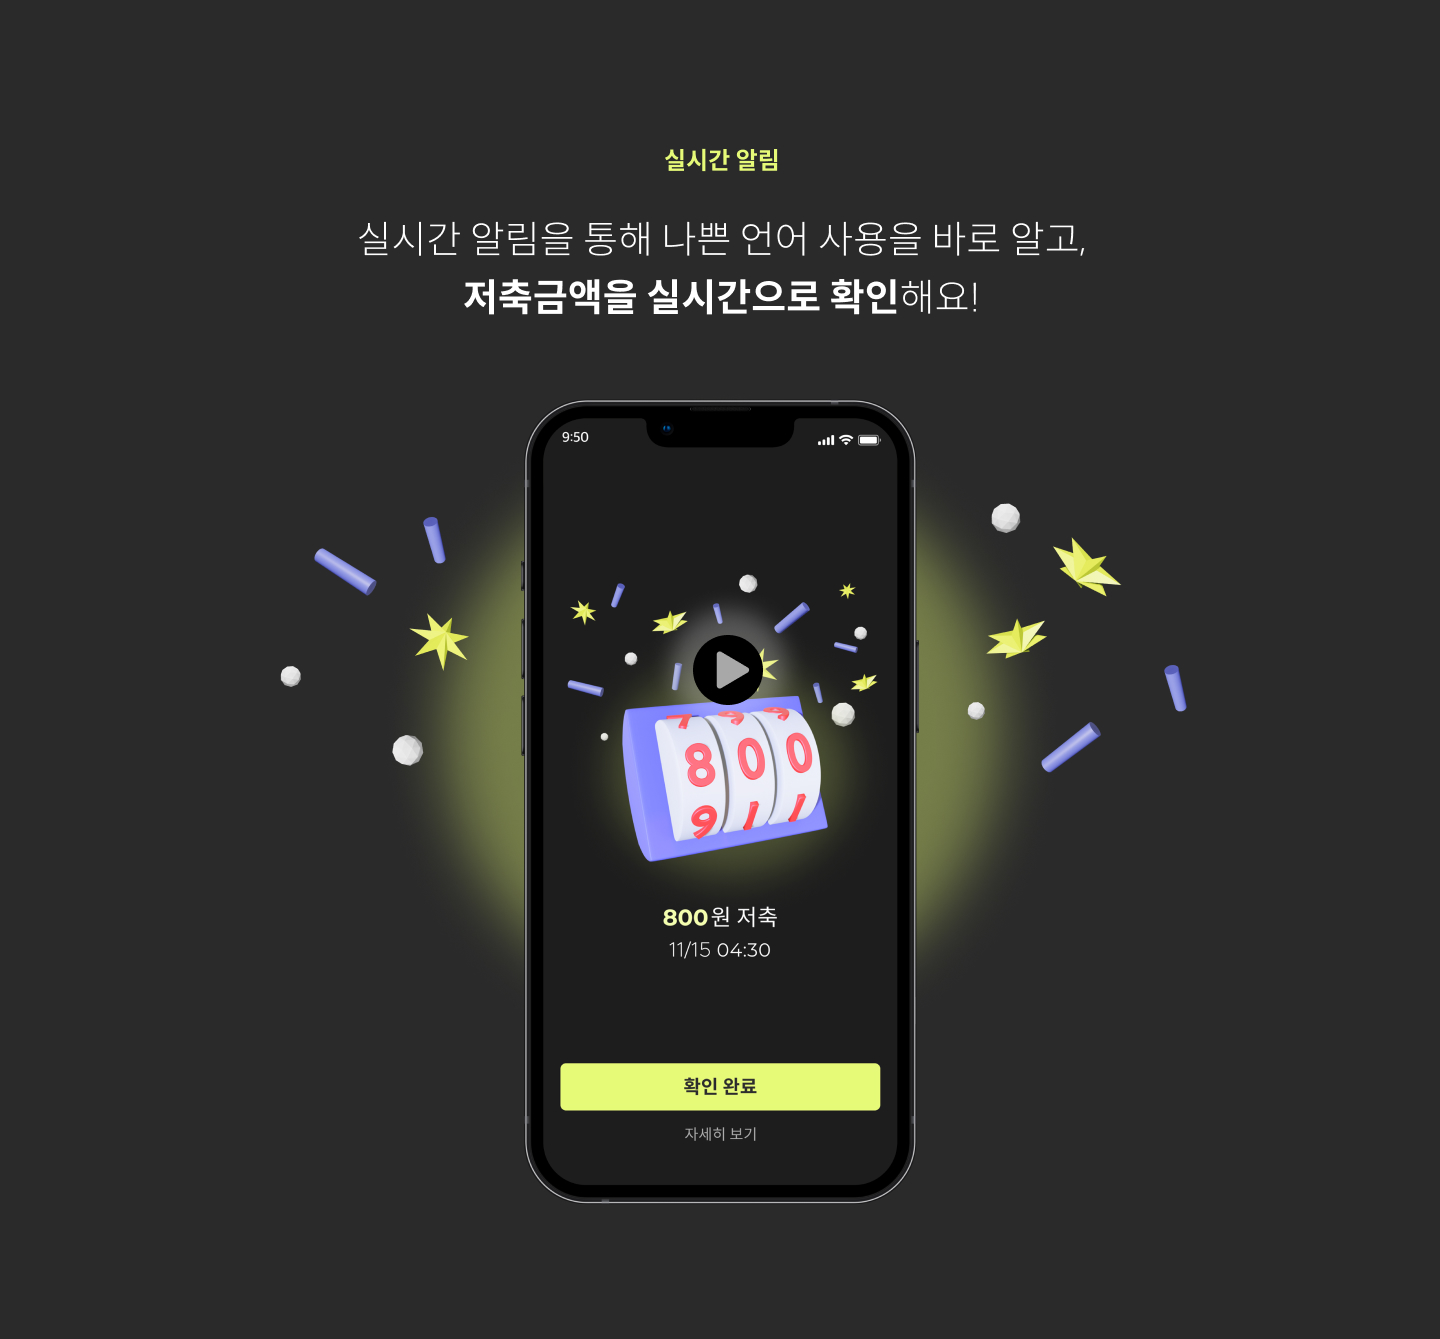 실시간 알림
실시간 알림을 통해 나쁜 언어 사용을 바로 알고,
저축금액을 실시간으로 확인해요!
9:50
800
911
800원 저축
11/15 04:30
확인 완료
자세히 보기